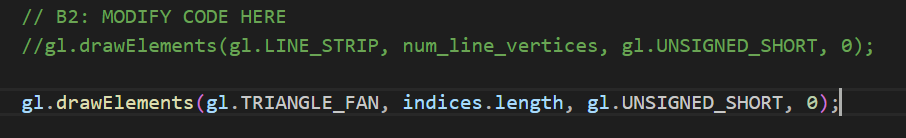 // B2: MODIFY CODE HERE
//gl.drawElements(gl.LINE_STRIP, num_line_vertices, gl.UNSIGNED_SHORT, 0);
gl.drawElements(gl.TRIANGLE_FAN, indices.length, gl.UNSIGNED_SHORT, 0);